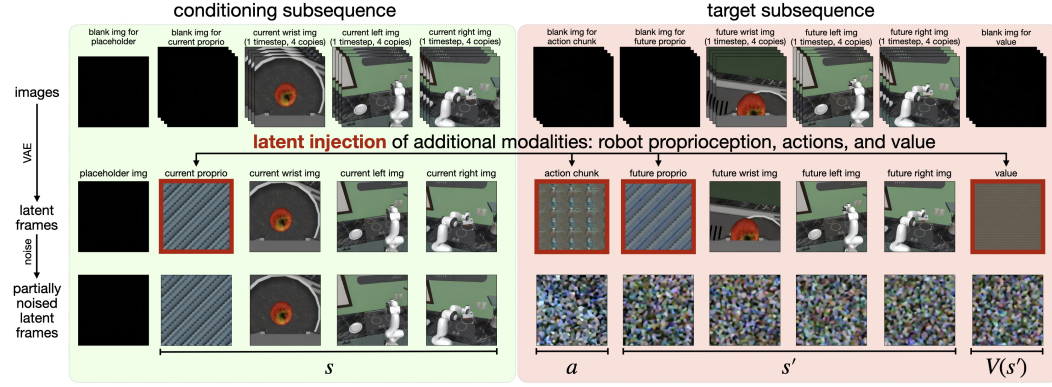 conditioning subsequence
target subsequence
blank img for
placeholder
blank img for
current proprio
current wrist img
(1 timestep, 4 copies)
current left img
(1 timestep, 4 copies)
current right img
(1 timestep, 4 copies)
blank img for
action chunk
blank img for
future proprio
future wrist img
(1 timestep, 4 copies)
future left img
(1 timestep, 4 copies)
future right img
(1 timestep, 4 copies)
blank img for
value
images
VAE
latent injection of additional modalities: robot proprioception, actions, and value
placeholder img
current proprio
current wrist img
current left img
current right img
action chunk
future proprio
future wrist img
future left img
future right img
value
latent
frames
noise
partially
noised
latent
frames
s
a
s′
V(s′)